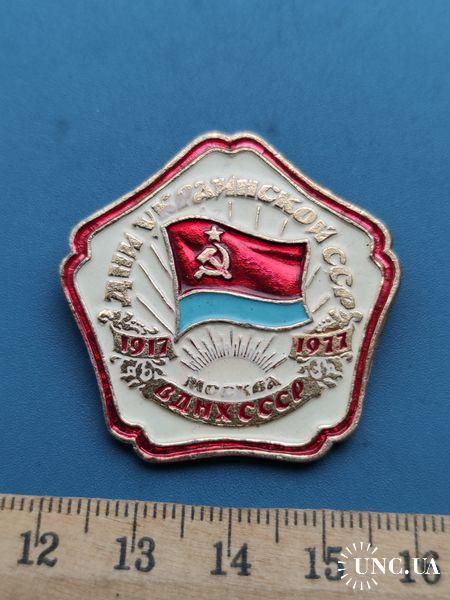 ДНИ УКРАИНСКОЙ ССР
1917 1977
МОСКВА
ВДНХ СССР
12 13 14 15 16
UNC.UA